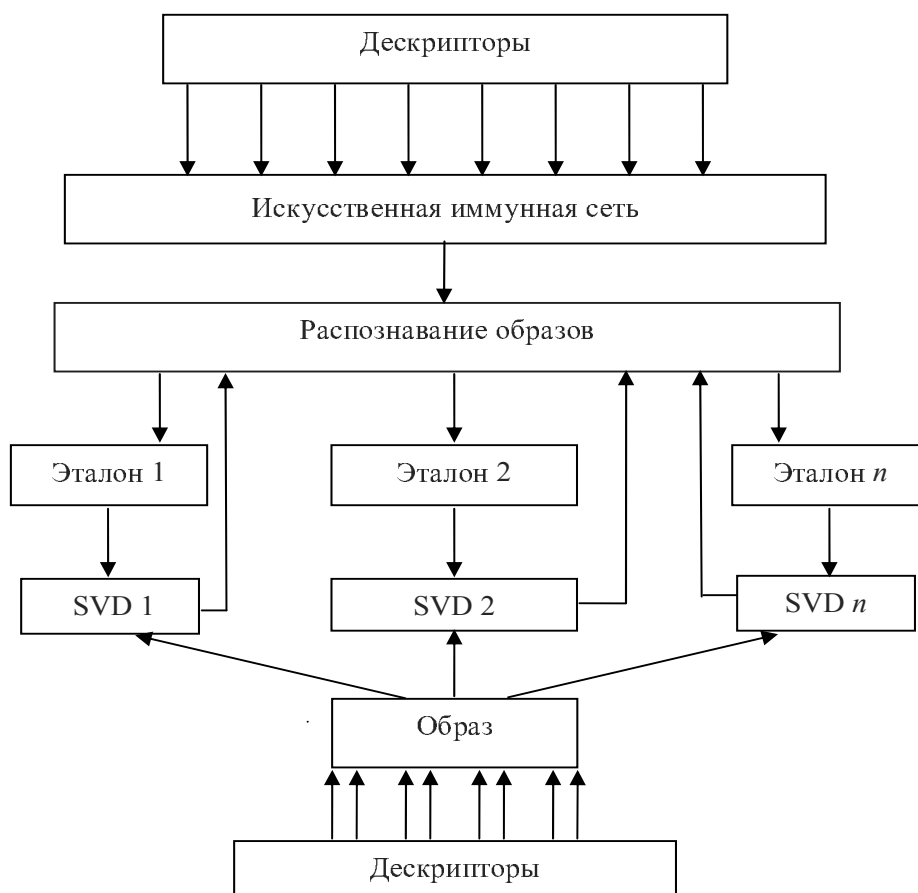 Дескрипторы
Искусственная иммунная сеть
Распознавание образов
Эталон 1
Эталон 2
Эталон n
SVD 1
SVD 2
SVD n
Образ
Дескрипторы